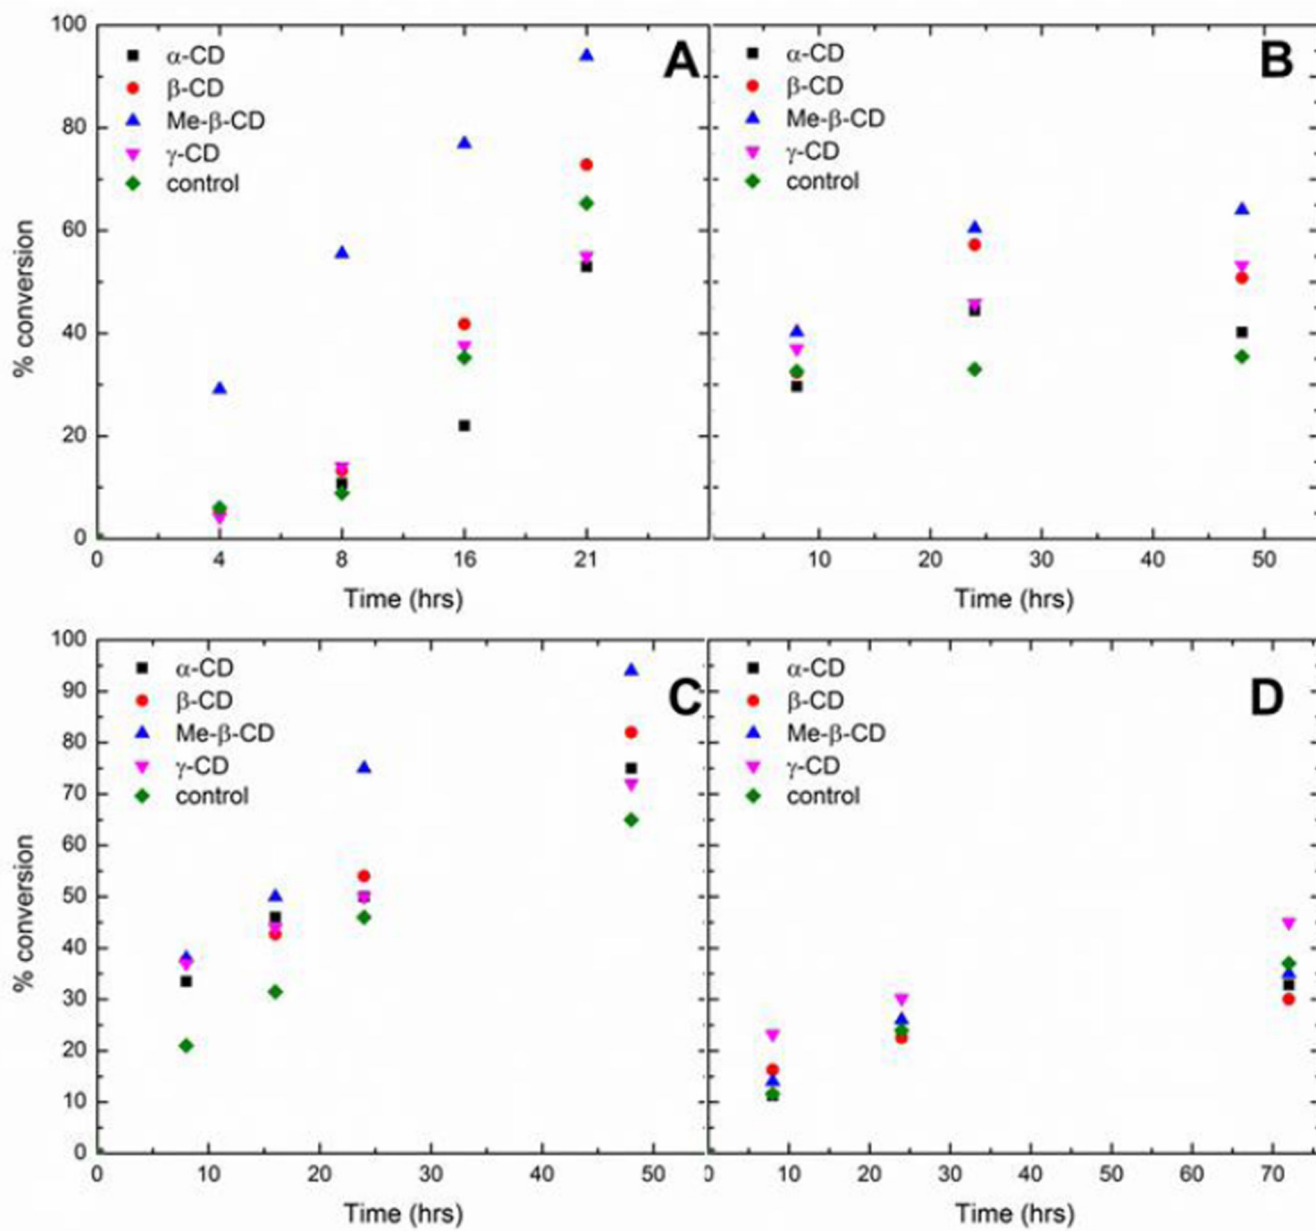 100
80
60
40
20
0
% conversion
α-CD
β-CD
Me-β-CD
γ-CD
control
A
0 4 8 16 21
Time (hrs)
α-CD
β-CD
Me-β-CD
γ-CD
control
B
10 20 30 40 50
Time (hrs)
100
90
80
70
60
50
40
30
20
10
0
% conversion
α-CD
β-CD
Me-β-CD
γ-CD
control
C
0 10 20 30 40 50
Time (hrs)
α-CD
β-CD
Me-β-CD
γ-CD
control
D
0 10 20 30 40 50 60 70
Time (hrs)